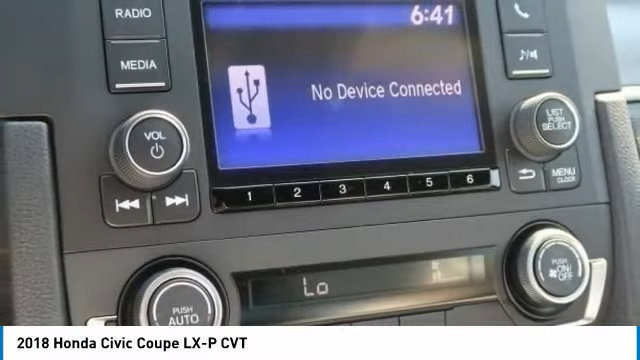 RADIO
MEDIA
6:41
No Device Connected
VOL
LIST
PUSH
SELECT
MENU
CLOCK
1 2 3 4 5 6
PUSH
AUTO
Lo
PUSH
ON/
OFF
2018 Honda Civic Coupe LX-P CVT